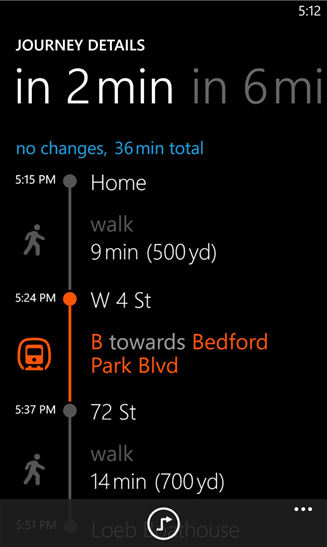 5:12
JOURNEY DETAILS
in 2 min in 6 mi
no changes, 36 min total
5:15 PM Home
walk
9 min (500 yd)
5:24 PM W 4 St
B towards Bedford
Park Blvd
5:37 PM 72 St
walk
14 min (700 yd)
5:51 PM Loeb Boathouse